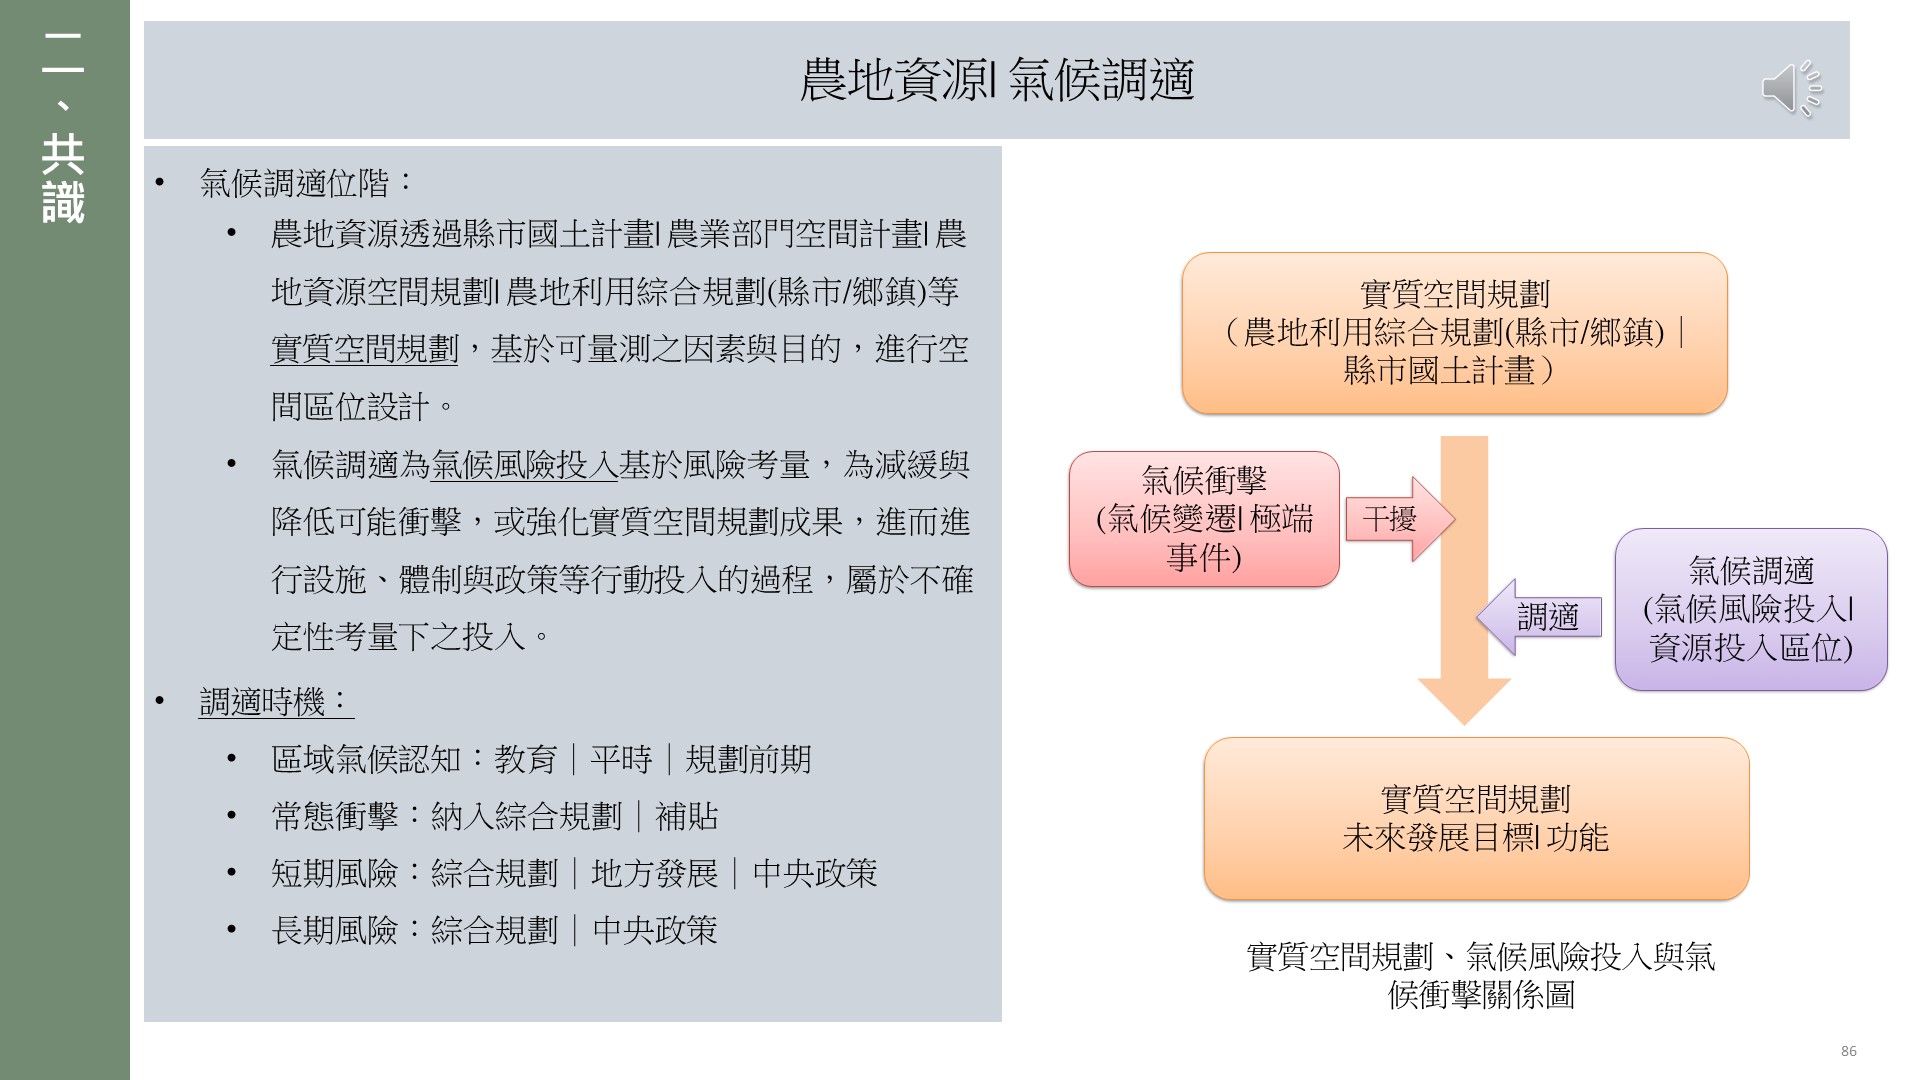 二、共識
農地資源| 氣候調適
• 氣候調適位階：
• 農地資源透過縣市國土計畫| 農業部門空間計畫| 農
地資源空間規劃| 農地利用綜合規劃(縣市/鄉鎮)等
實質空間規劃，基於可量測之因素與目的，進行空
間區位設計。
• 氣候調適為氣候風險投入基於風險考量，為減緩與
降低可能衝擊，或強化實質空間規劃成果，進而進
行設施、體制與政策等行動投入的過程，屬於不確
定性考量下之投入。
• 調適時機：
• 區域氣候認知：教育｜平時｜規劃前期
• 常態衝擊：納入綜合規劃｜補貼
• 短期風險：綜合規劃｜地方發展｜中央政策
• 長期風險：綜合規劃｜中央政策
實質空間規劃
（農地利用綜合規劃(縣市/鄉鎮)｜
縣市國土計畫）
氣候衝擊
(氣候變遷| 極端
事件)
干擾
調適
氣候調適
(氣候風險投入|
資源投入區位)
實質空間規劃
未來發展目標| 功能
實質空間規劃、氣候風險投入與氣
候衝擊關係圖
86